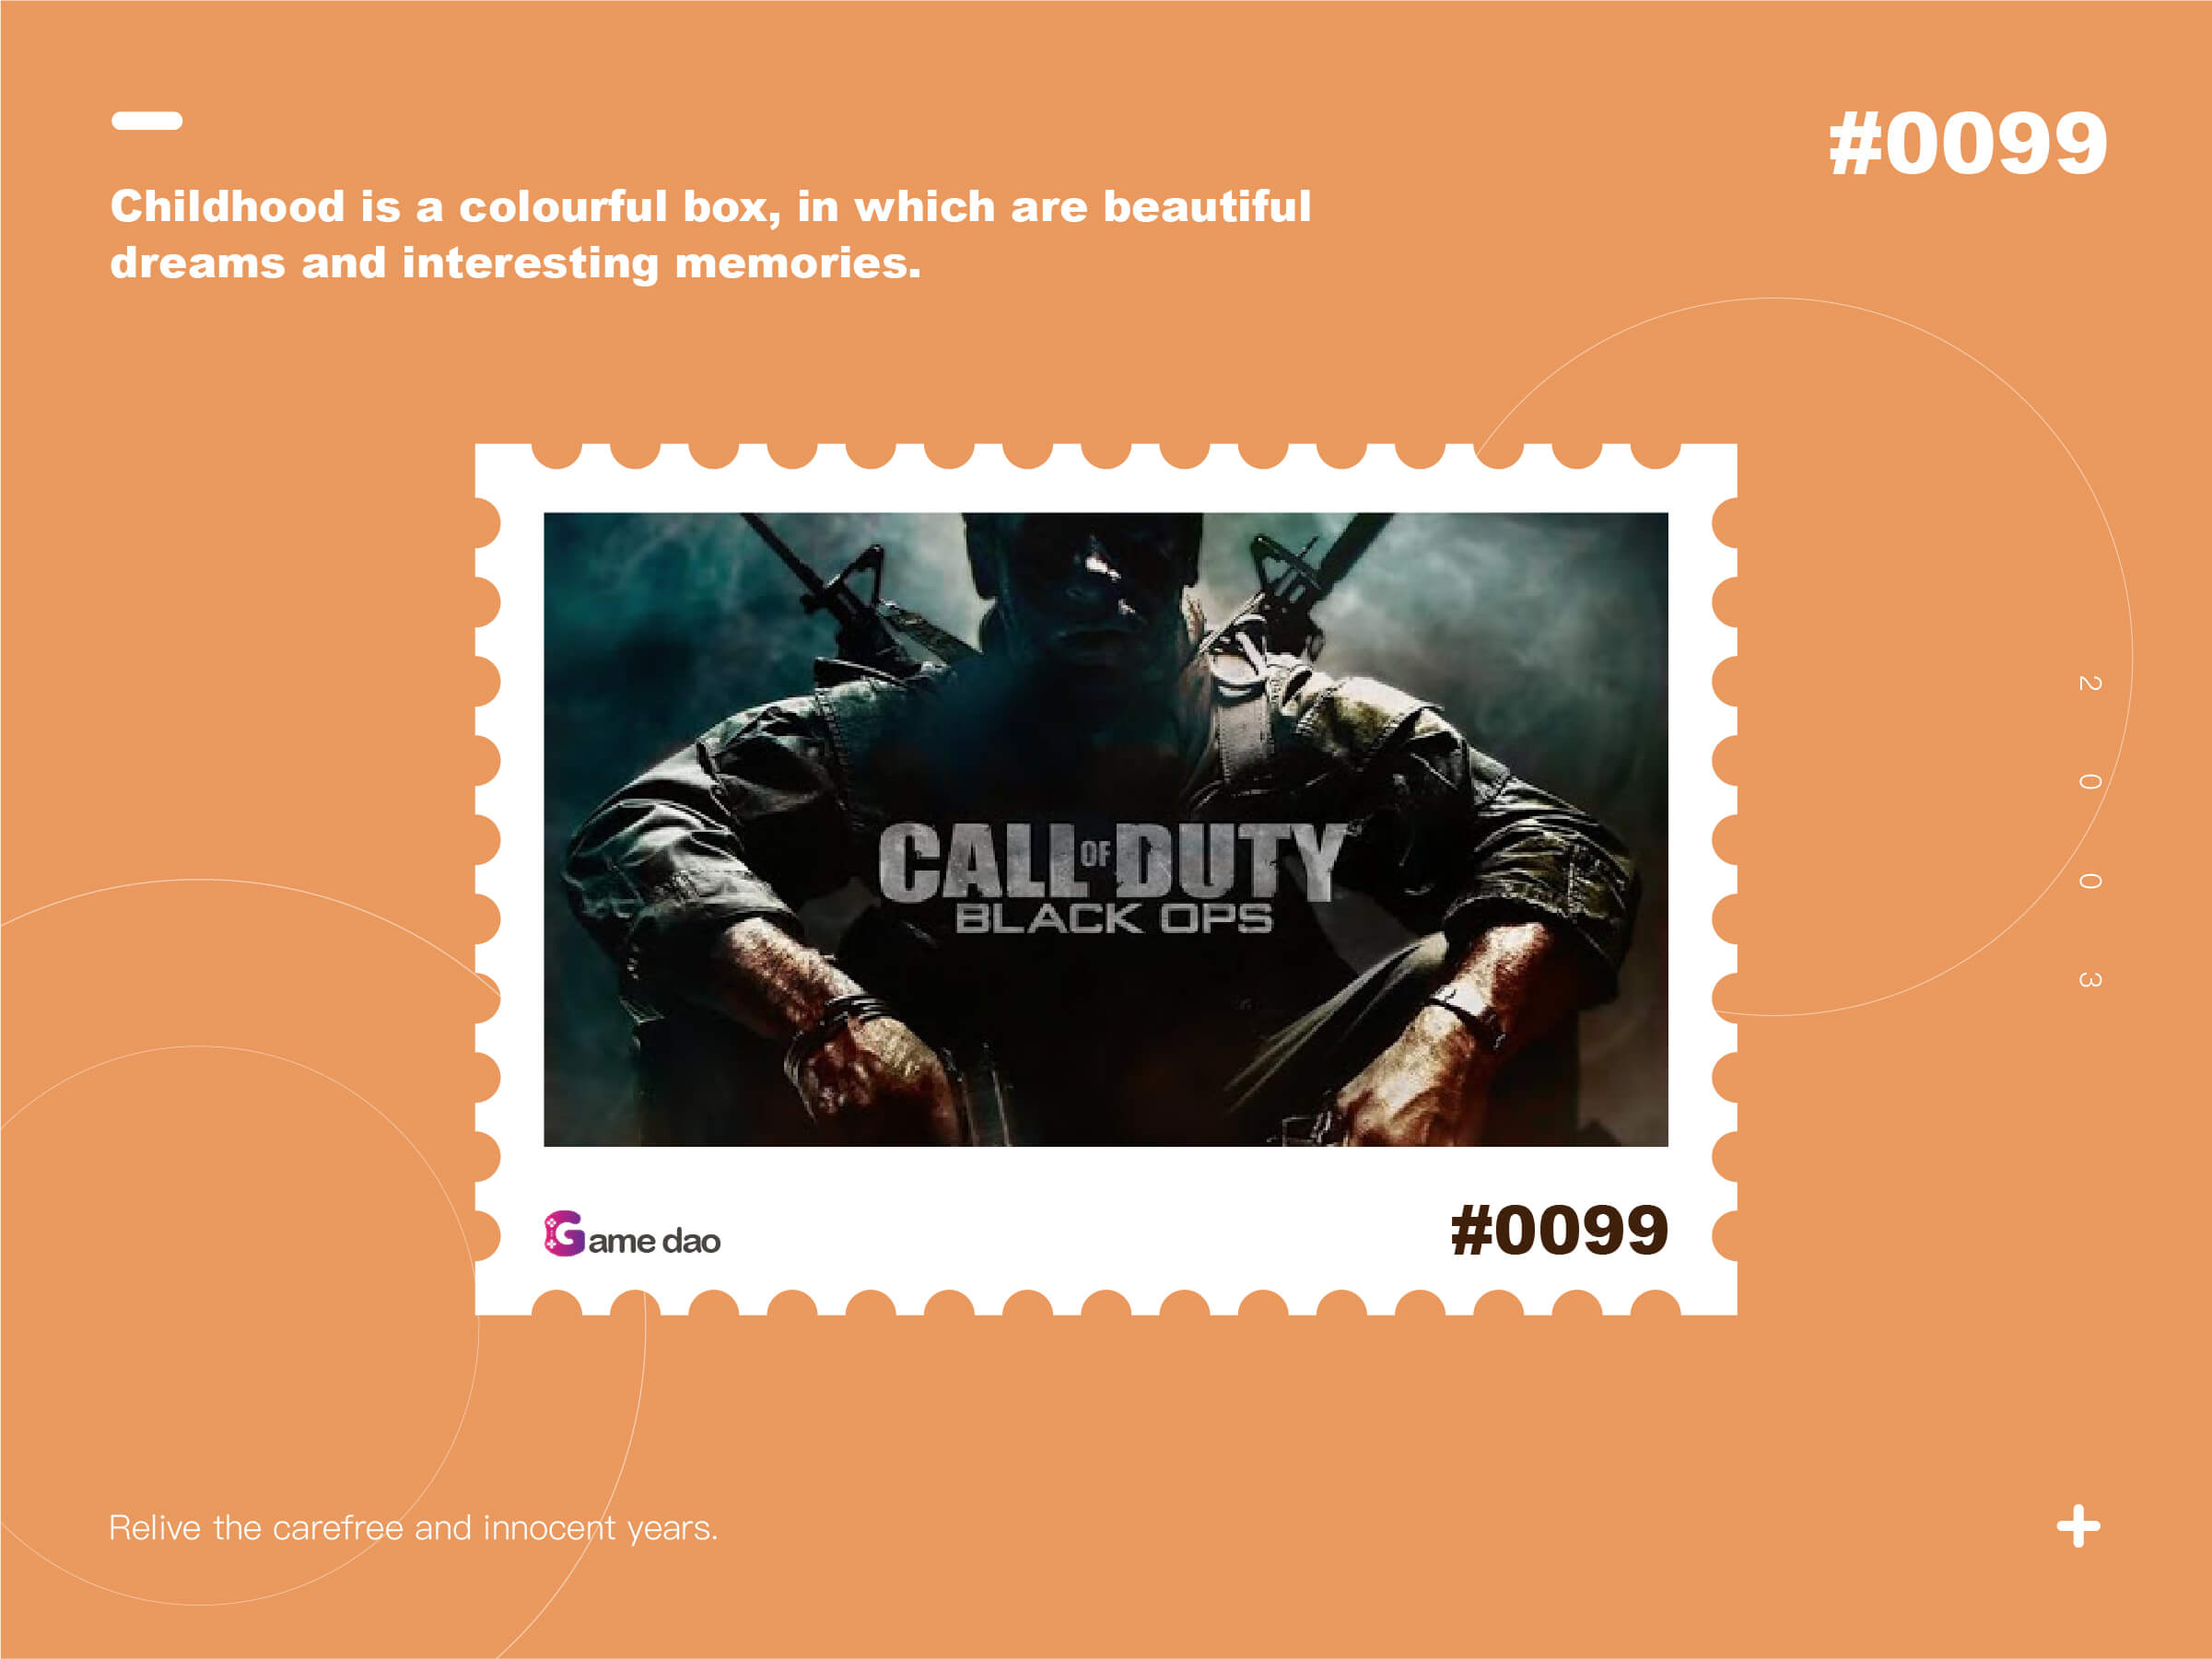 #0099
Childhood is a colourful box, in which are beautiful
dreams and interesting memories.
CALL OF DUTY
BLACK OPS
2003
Game dao
#0099
Relive the carefree and innocent years.